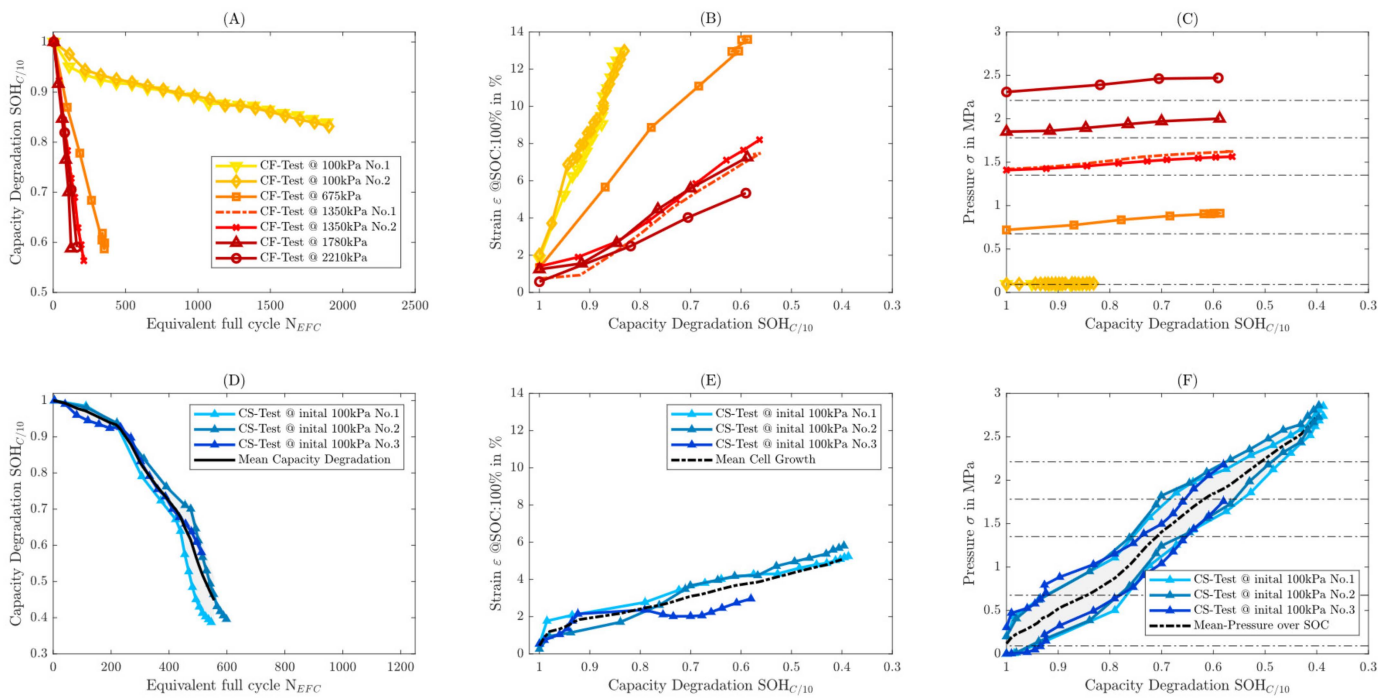 (A)
Capacity Degradation SOH_{C/10}
1
0.9
0.8
0.7
0.6
0.5
0 500 1000 1500 2000 2500
Equivalent full cycle N_{EFC}
CF-Test @ 100kPa No.1
CF-Test @ 100kPa No.2
CF-Test @ 675kPa
CF-Test @ 1350kPa No.1
CF-Test @ 1350kPa No.2
CF-Test @ 1780kPa
CF-Test @ 2210kPa
(B)
Strain ε @SOC:100% in %
14
12
10
8
6
4
2
0
1 0.9 0.8 0.7 0.6 0.5 0.4 0.3
Capacity Degradation SOH_{C/10}
(C)
Pressure σ in MPa
3
2.5
2
1.5
1
0.5
0
1 0.9 0.8 0.7 0.6 0.5 0.4 0.3
Capacity Degradation SOH_{C/10}
(D)
Capacity Degradation SOH_{C/10}
1
0.9
0.8
0.7
0.6
0.5
0.4
0.3
0 200 400 600 800 1000 1200
Equivalent full cycle N_{EFC}
CS-Test @ inital 100kPa No.1
CS-Test @ inital 100kPa No.2
CS-Test @ inital 100kPa No.3
Mean Capacity Degradation
(E)
Strain ε @SOC:100% in %
14
12
10
8
6
4
2
0
1 0.9 0.8 0.7 0.6 0.5 0.4 0.3
Capacity Degradation SOH_{C/10}
CS-Test @ inital 100kPa No.1
CS-Test @ inital 100kPa No.2
CS-Test @ inital 100kPa No.3
Mean Cell Growth
(F)
Pressure σ in MPa
3
2.5
2
1.5
1
0.5
0
1 0.9 0.8 0.7 0.6 0.5 0.4 0.3
Capacity Degradation SOH_{C/10}
CS-Test @ inital 100kPa No.1
CS-Test @ inital 100kPa No.2
CS-Test @ inital 100kPa No.3
Mean-Pressure over SOC